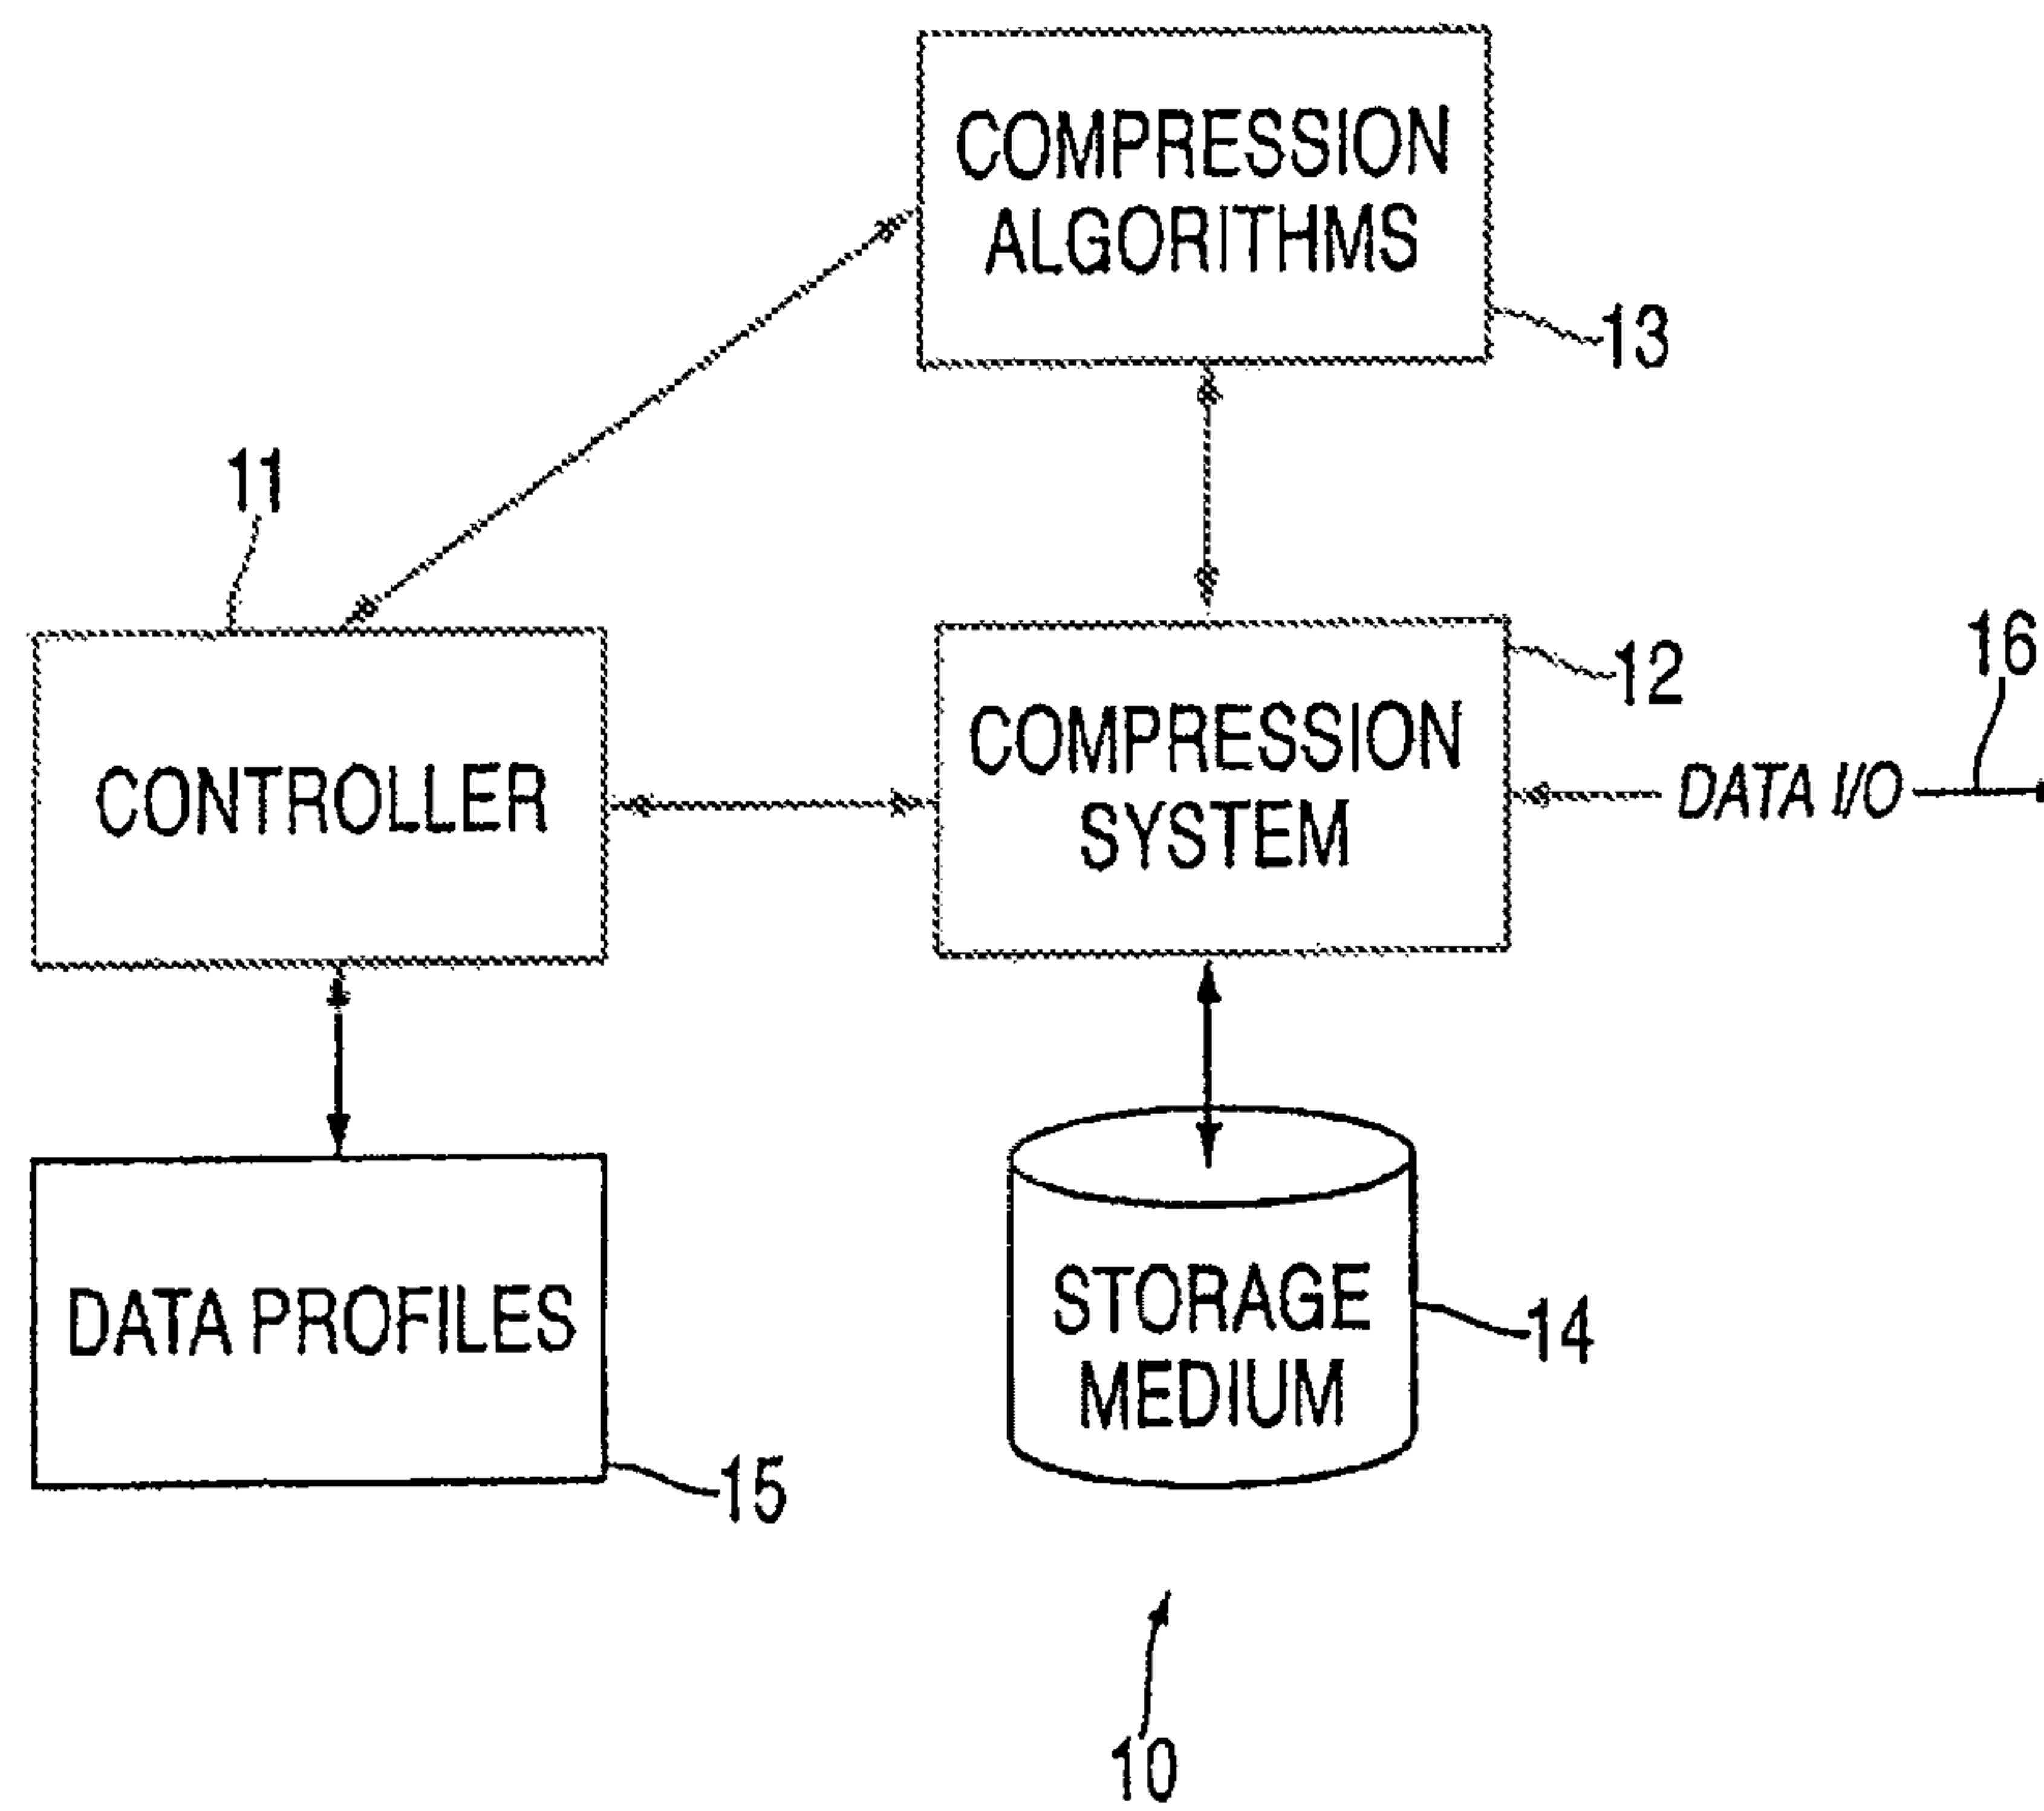 COMPRESSION
ALGORITHMS
13
11
CONTROLLER
COMPRESSION
SYSTEM
12
DATA I/O
16
DATA PROFILES
15
STORAGE
MEDIUM
14
10